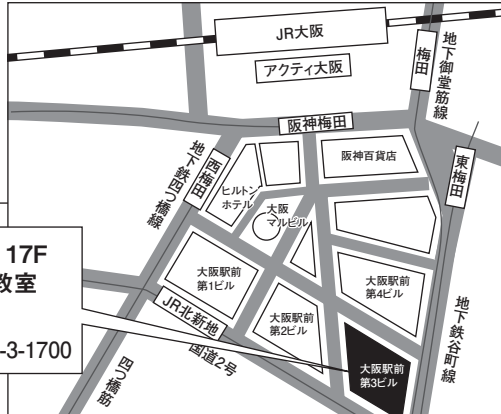 JR大阪
アクティ大阪
梅田
地下御堂筋線
阪神梅田
阪神百貨店
東梅田
西梅田
地下鉄四つ橋線
ヒルトン
ホテル
大阪
マルビル
大阪駅前
第1ビル
大阪駅前
第4ビル
JR北新地
大阪駅前
第2ビル
国道2号
地下鉄谷町線
大阪駅前
第3ビル
四つ橋筋
17F
教室
-3-1700